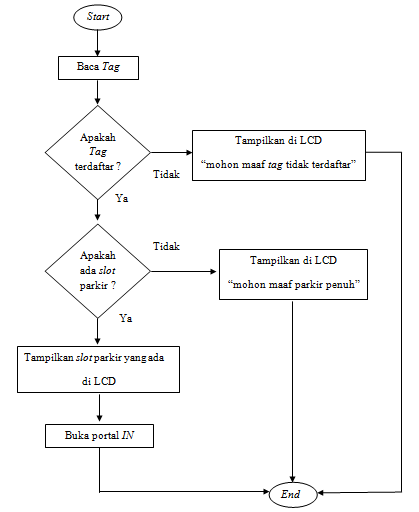 Start
Baca Tag
Apakah
Tag
terdaftar ?
Tidak
Tampilkan di LCD
“mohon maaf tag tidak terdaftar”
Ya
Apakah
ada slot
parkir ?
Tidak
Tampilkan di LCD
“mohon maaf parkir penuh”
Ya
Tampilkan slot parkir yang ada
di LCD
Buka portal IN
End